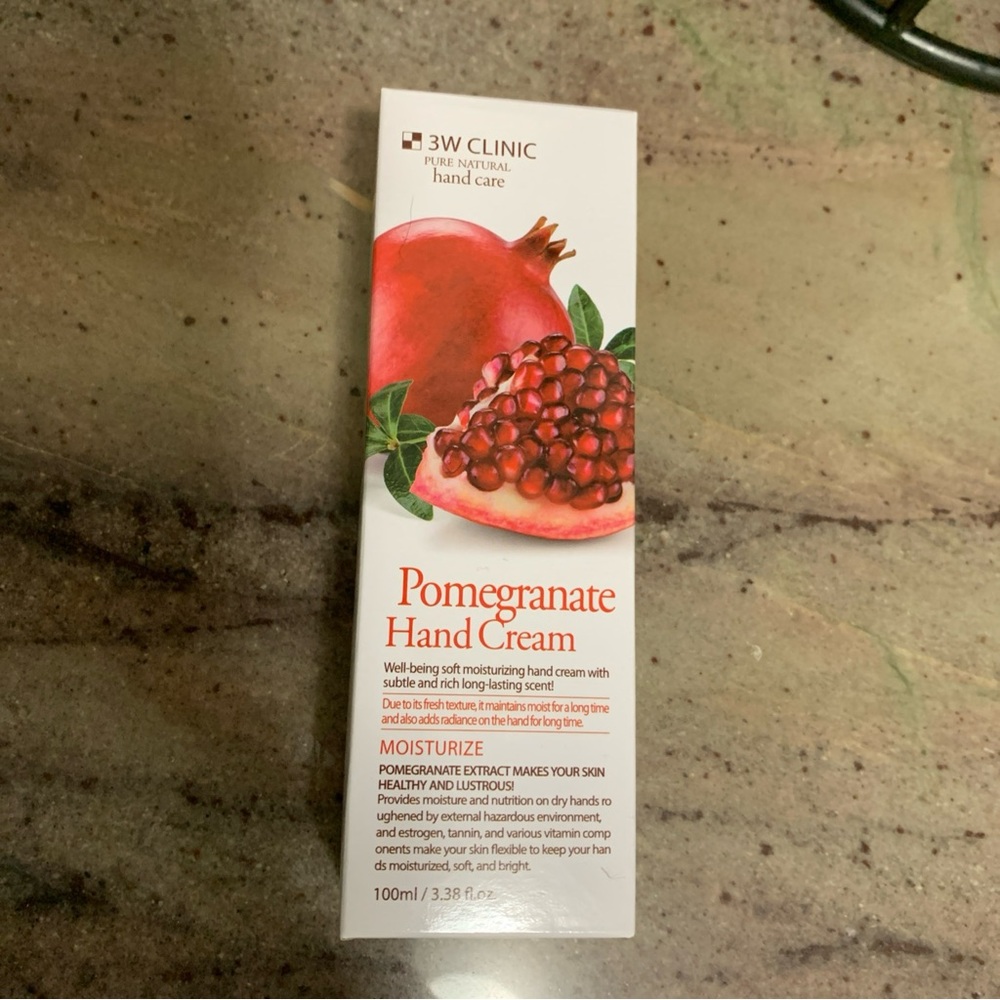 3W CLINIC
PURE NATURAL
hand care
Pomegranate
Hand Cream
Well-being soft moisturizing hand cream with
subtle and rich long-lasting scent!
Due to its fresh texture, it maintains moist for a long time
and also adds radiance on the hand for long time.
MOISTURIZE
POMEGRANATE EXTRACT MAKES YOUR SKIN
HEALTHY AND LUSTROUS!
Provides moisture and nutrition on dry hands ro
ughened by external hazardous environment,
and estrogen, tannin, and various vitamin comp
onents make your skin flexible to keep your han
ds moisturized, soft, and bright.
100ml / 3.38 fl.oz.